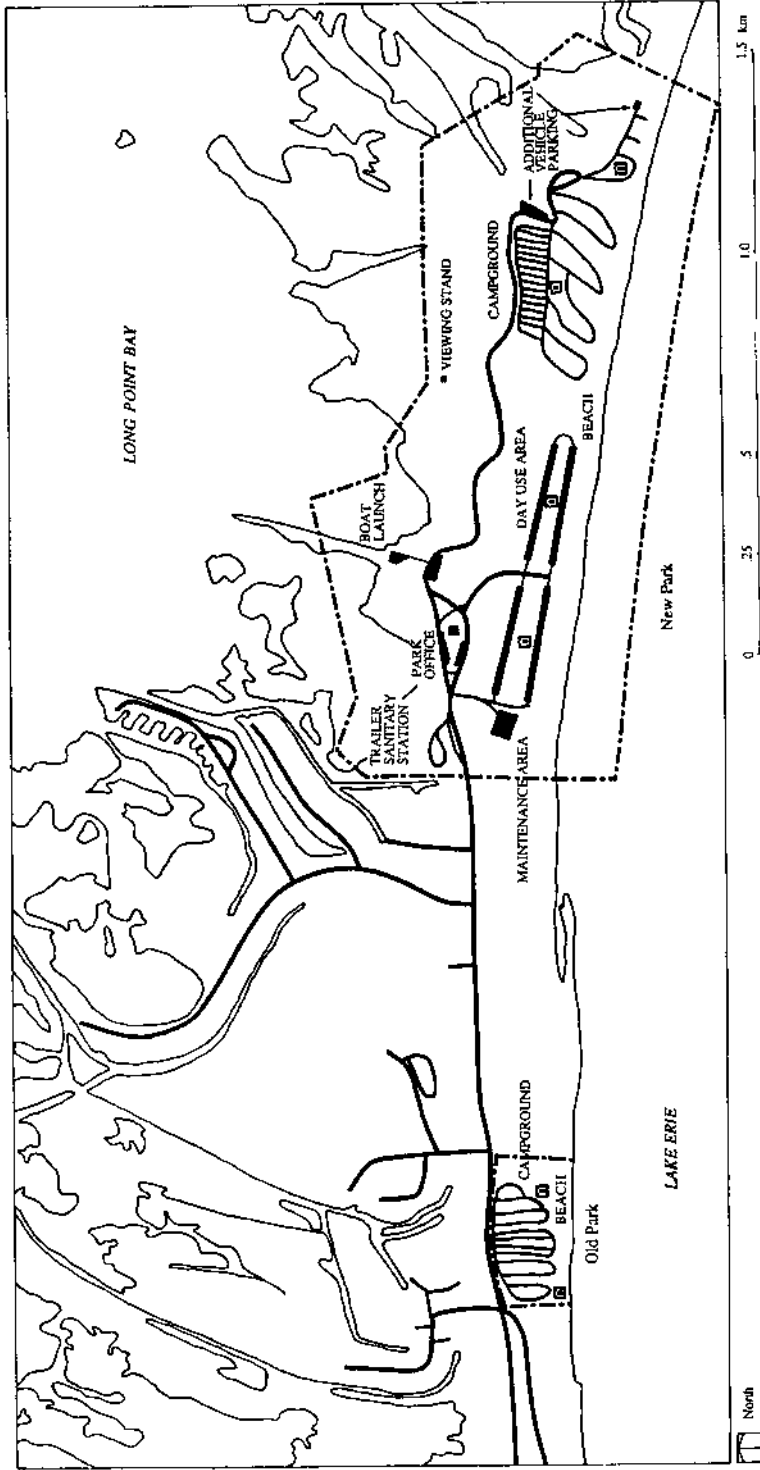 LONG POINT BAY
VIEWING STAND
BOAT
LAUNCH
CAMPGROUND
ADDITIONAL
VEHICLE
PARKING
TRAILER
SANITARY
STATION
PARK
OFFICE
DAY USE AREA
BEACH
MAINTENANCE AREA
New Park
CAMPGROUND
BEACH
Old Park
LAKE ERIE
North
0 .25 .5 1.0 1.5 km